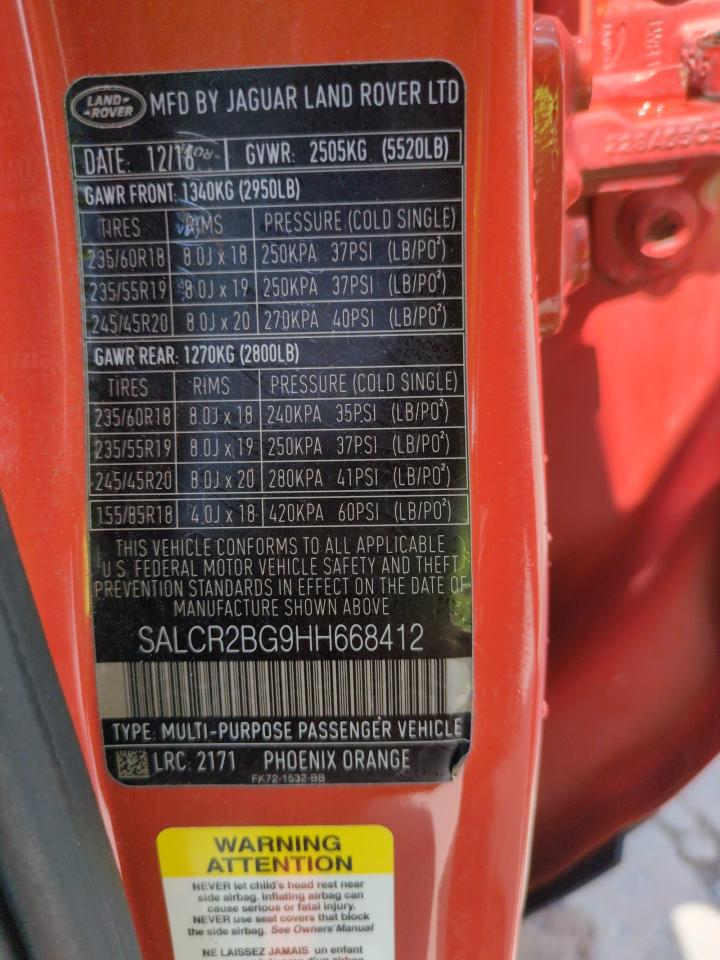 LAND ROVER
MFD BY JAGUAR LAND ROVER LTD
DATE: 12/16 GVWR: 2505KG (5520LB)
GAWR FRONT: 1340KG (2950LB)
TIRES RIMS PRESSURE (COLD SINGLE)
235/60R18 8.0J x 18 250KPA 37PSI (LB/PO²)
235/55R19 8.0J x 19 250KPA 37PSI (LB/PO²)
245/45R20 8.0J x 20 270KPA 40PSI (LB/PO²)
GAWR REAR: 1270KG (2800LB)
TIRES RIMS PRESSURE (COLD SINGLE)
235/60R18 8.0J x 18 240KPA 35PSI (LB/PO²)
235/55R19 8.0J x 19 250KPA 37PSI (LB/PO²)
245/45R20 8.0J x 20 280KPA 41PSI (LB/PO²)
155/85R18 4.0J x 18 420KPA 60PSI (LB/PO²)
THIS VEHICLE CONFORMS TO ALL APPLICABLE
U.S. FEDERAL MOTOR VEHICLE SAFETY AND THEFT
PREVENTION STANDARDS IN EFFECT ON THE DATE OF
MANUFACTURE SHOWN ABOVE
SALCR2BG9HH668412
TYPE: MULTI-PURPOSE PASSENGER VEHICLE
LRC: 2171 PHOENIX ORANGE
FK72-1532-BB
WARNING
ATTENTION
NEVER let child's head rest near
side airbag. Inflating airbag can
cause serious or fatal injury.
NEVER use seat covers that block
the side airbag. See Owners' Manual
NE LAISSEZ JAMAIS un enfant